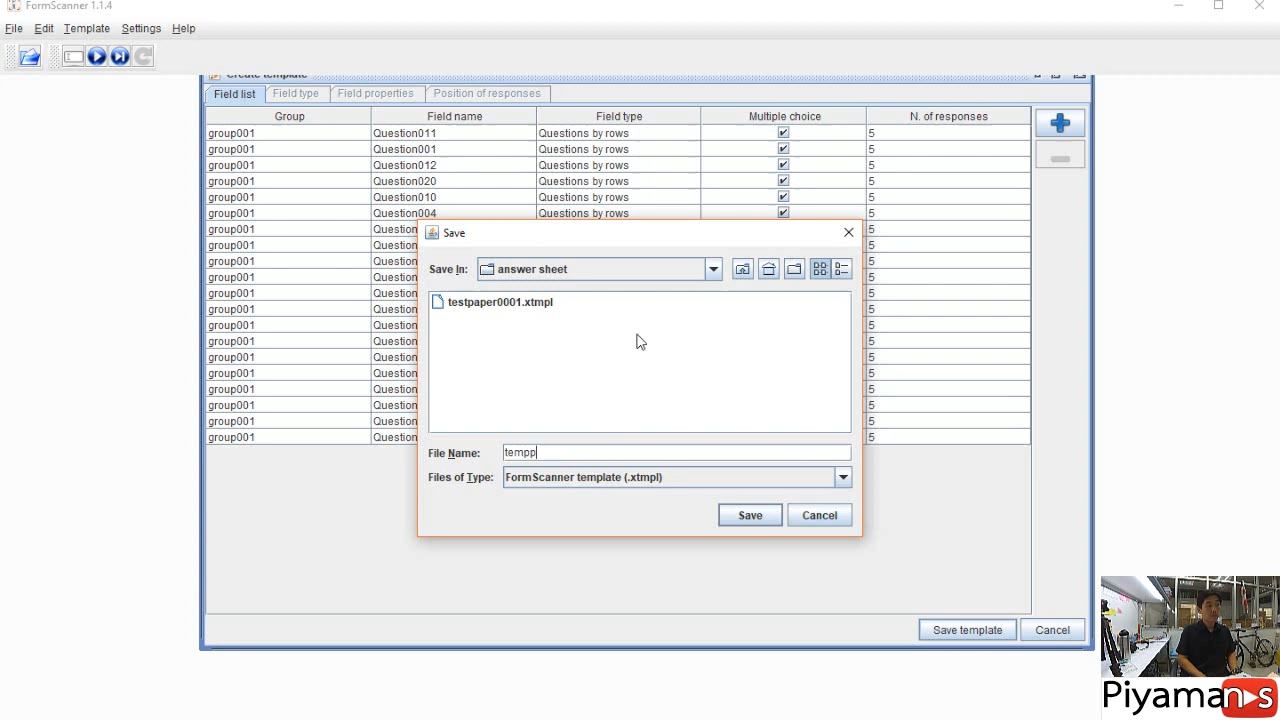 FormScanner 1.1.4
File Edit Template Settings Help
Create template
Field list Field type Field properties Position of responses
Group Field name Field type Multiple choice N. of responses
group001 Question011 Questions by rows 5
group001 Question001 Questions by rows 5
group001 Question012 Questions by rows 5
group001 Question020 Questions by rows 5
group001 Question010 Questions by rows 5
group001 Question004 Questions by rows 5
group001 Question 5
group001 Question 5
group001 Question 5
group001 Question 5
group001 Question 5
group001 Question 5
group001 Question 5
group001 Question 5
group001 Question 5
group001 Question 5
group001 Question 5
group001 Question 5
group001 Question 5
group001 Question 5
Save
Save In: answer sheet
testpaper0001.xtmpl
File Name: tempp
Files of Type: FormScanner template (.xtmpl)
Save Cancel
Save template Cancel
Piyamans